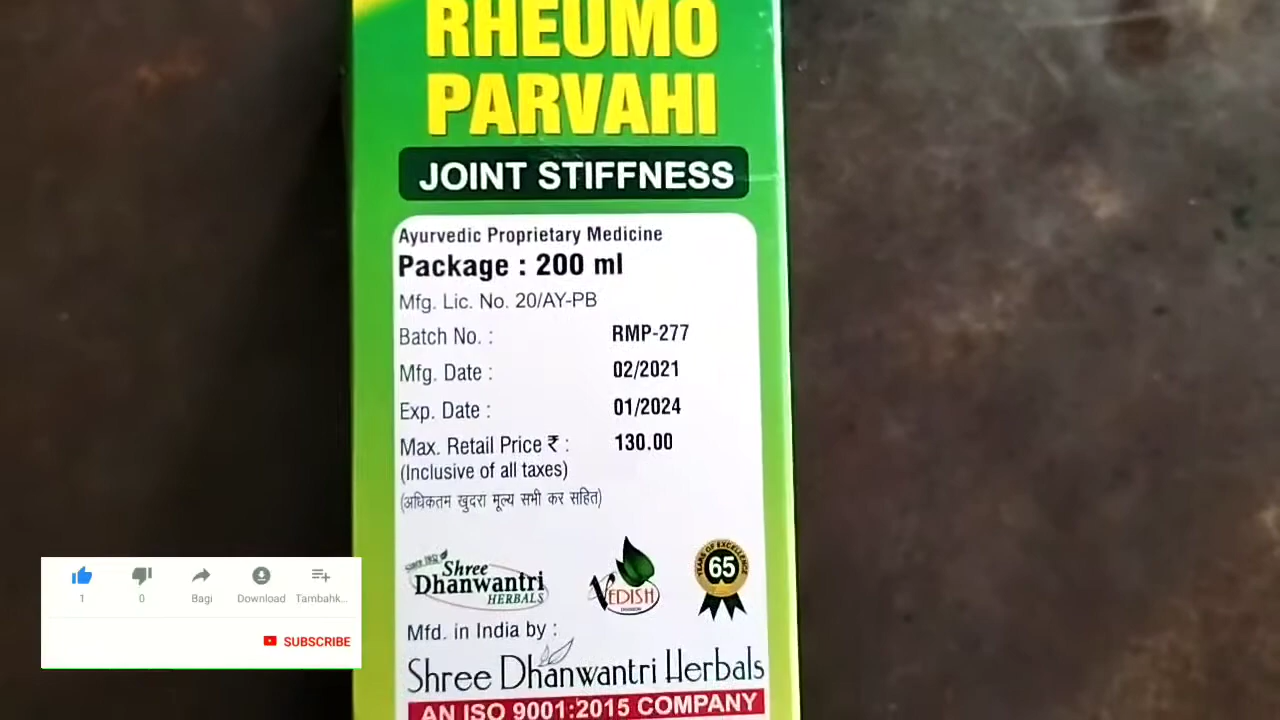 RHEUMO
PARVAHI
JOINT STIFFNESS
Ayurvedic Proprietary Medicine
Package : 200 ml
Mfg. Lic. No. 20/AY-PB
Batch No. : RMP-277
Mfg. Date : 02/2021
Exp. Date : 01/2024
Max. Retail Price ₹ : 130.00
(Inclusive of all taxes)
(अधिकतम खुदरा मूल्य सभी कर सहित)
Shree
Dhanwantri
HERBALS
VEDISH
YEARS OF EXCELLENCE
65
Mfd. in India by :
Shree Dhanwantri Herbals
AN ISO 9001:2015 COMPANY
1 0 Bagi Download Tambahk...
SUBSCRIBE